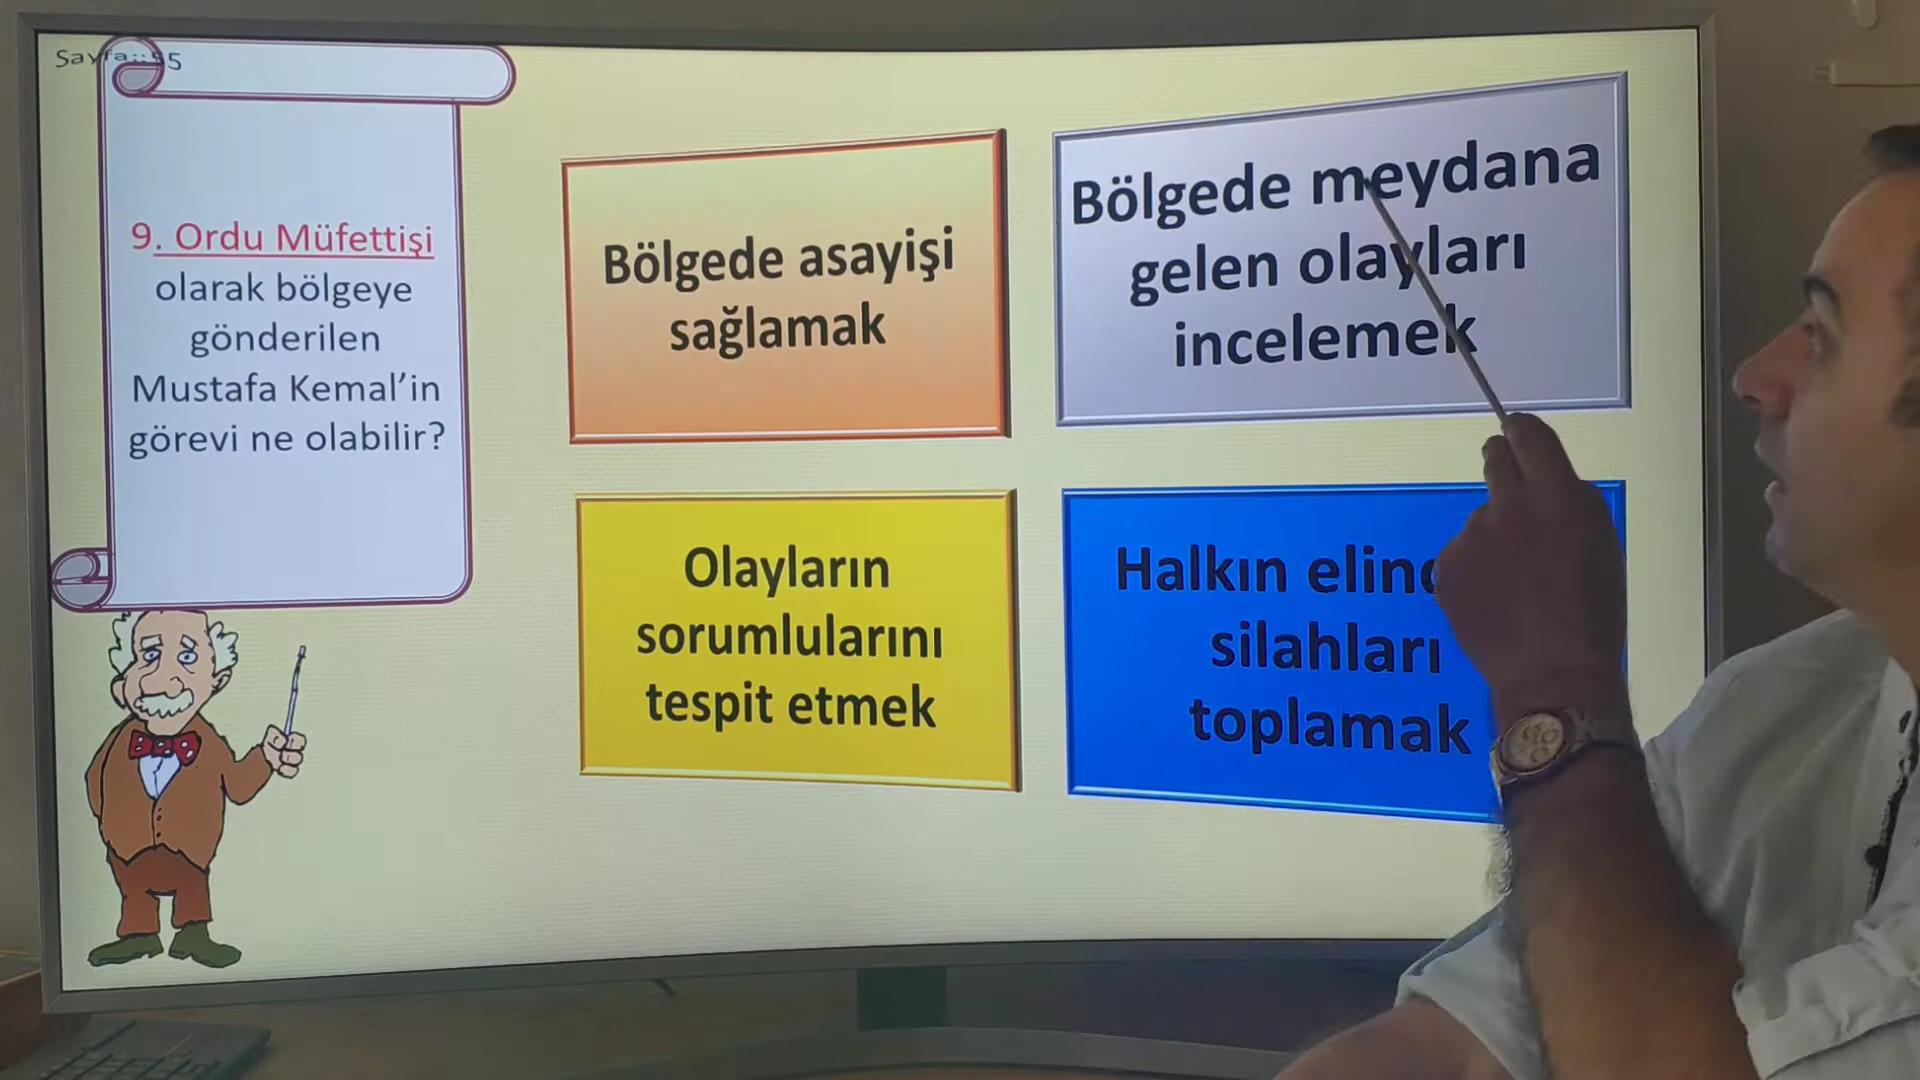 9. Ordu Müfettişi
olarak bölgeye
gönderilen
Mustafa Kemal’in
görevi ne olabilir?
Bölgede asayişi
sağlamak
Bölgede meydana
gelen olayları
incelemek
Olayların
sorumlularını
tespit etmek
Halkın
silahları
toplamak